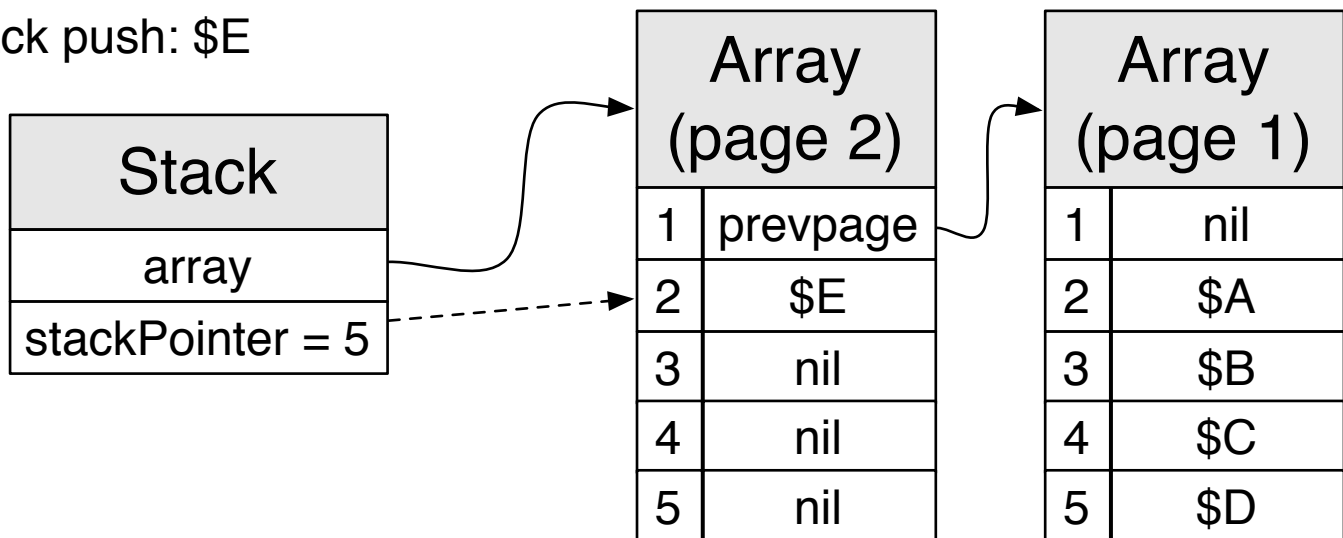 ck push: $E
Stack
array
stackPointer = 5
Array
(page 2)
1 prevpage
2 $E
3 nil
4 nil
5 nil
Array
(page 1)
1 nil
2 $A
3 $B
4 $C
5 $D